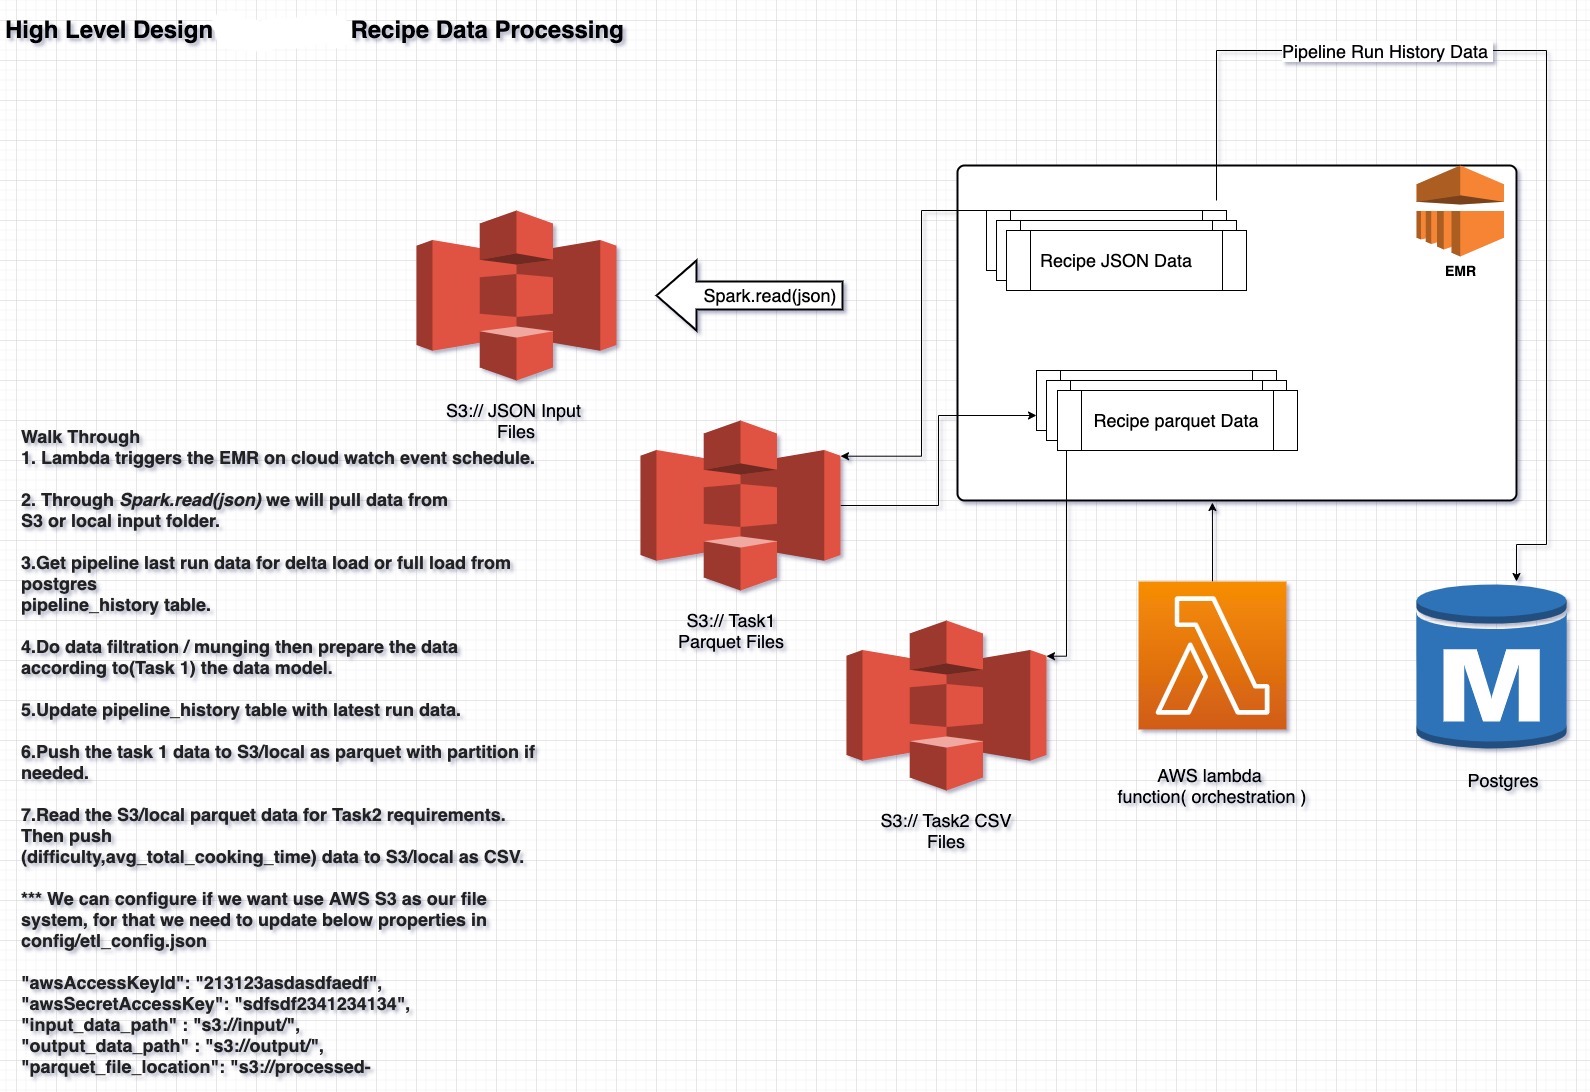 High Level Design Recipe Data Processing
Pipeline Run History Data
EMR
Recipe JSON Data
Spark.read(json)
Recipe parquet Data
S3:// JSON Input
Files
Walk Through
1. Lambda triggers the EMR on cloud watch event schedule.
2. Through Spark.read(json) we will pull data from
S3 or local input folder.
3.Get pipeline last run data for delta load or full load from
postgres
pipeline_history table.
4.Do data filtration / munging then prepare the data
according to(Task 1) the data model.
5.Update pipeline_history table with latest run data.
6.Push the task 1 data to S3/local as parquet with partition if
needed.
7.Read the S3/local parquet data for Task2 requirements.
Then push
(difficulty,avg_total_cooking_time) data to S3/local as CSV.
*** We can configure if we want use AWS S3 as our file
system, for that we need to update below properties in
config/etl_config.json
"awsAccessKeyId": "213123asdasdfaedf",
"awsSecretAccessKey": "sdfsdf2341234134",
"input_data_path" : "s3://input/",
"output_data_path" : "s3://output/",
"parquet_file_location": "s3://processed-
S3:// Task1
Parquet Files
S3:// Task2 CSV
Files
AWS lambda
function( orchestration )
M
Postgres